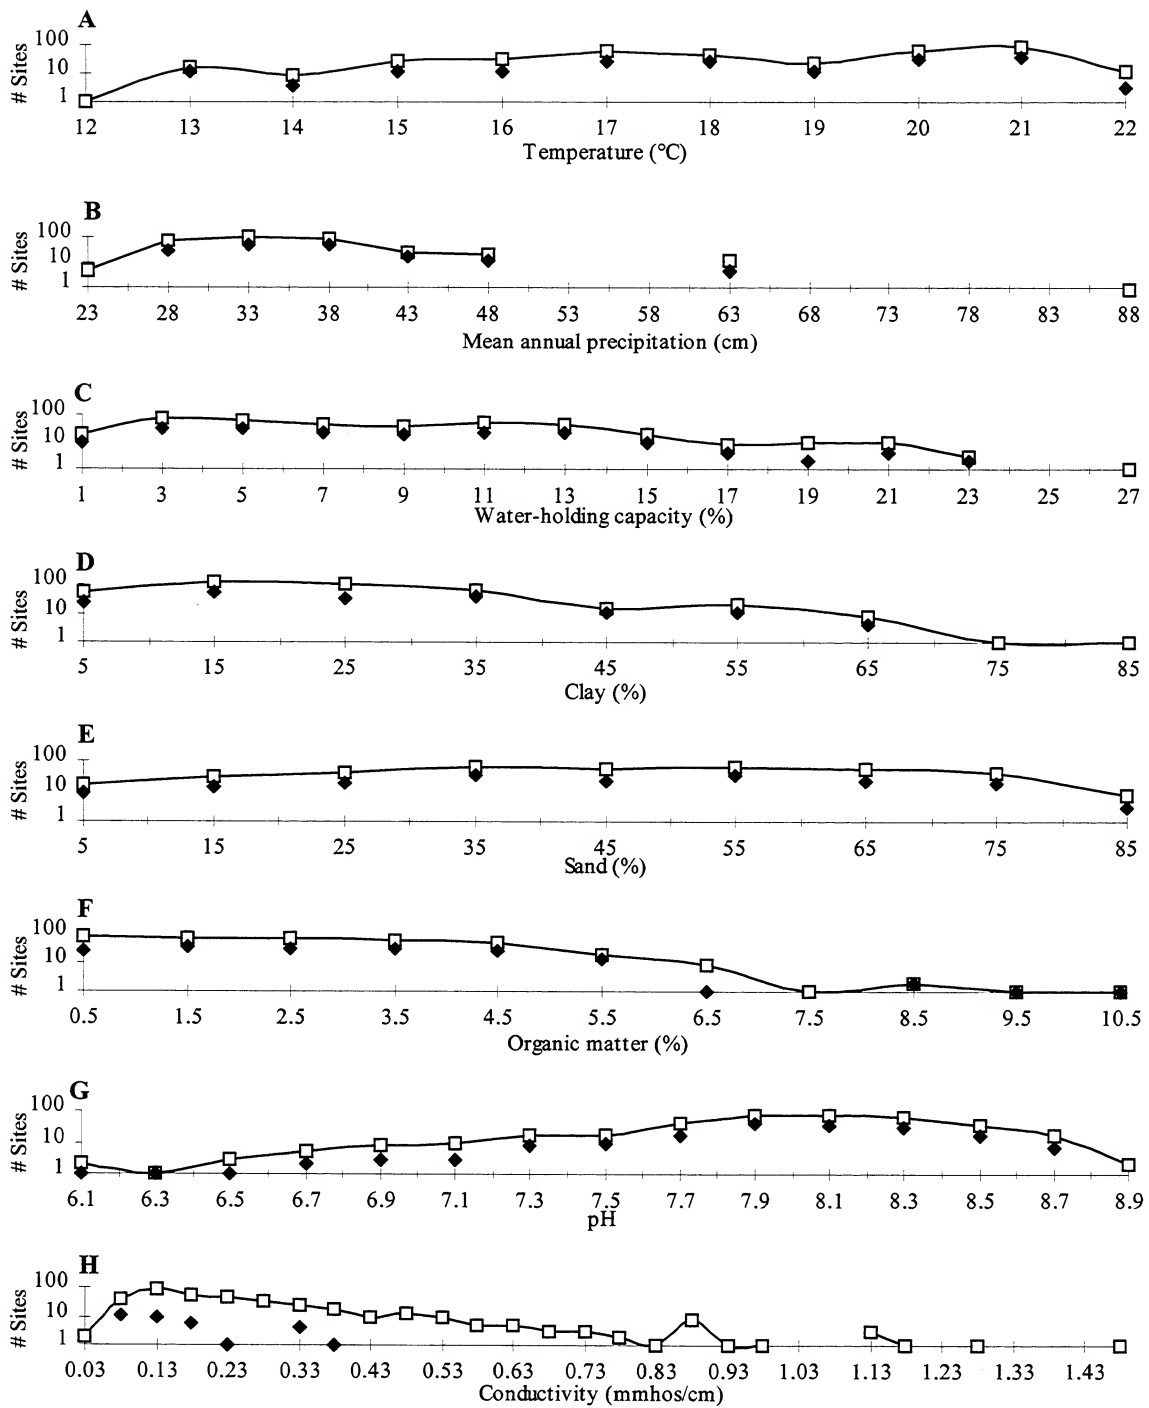 A
# Sites
100
10
1
12 13 14 15 16 17 18 19 20 21 22
Temperature (°C)
B
# Sites
100
10
1
23 28 33 38 43 48 53 58 63 68 73 78 83 88
Mean annual precipitation (cm)
C
# Sites
100
10
1
1 3 5 7 9 11 13 15 17 19 21 23 25 27
Water-holding capacity (%)
D
# Sites
100
10
1
5 15 25 35 45 55 65 75 85
Clay (%)
E
# Sites
100
10
1
5 15 25 35 45 55 65 75 85
Sand (%)
F
# Sites
100
10
1
0.5 1.5 2.5 3.5 4.5 5.5 6.5 7.5 8.5 9.5 10.5
Organic matter (%)
G
# Sites
100
10
1
6.1 6.3 6.5 6.7 6.9 7.1 7.3 7.5 7.7 7.9 8.1 8.3 8.5 8.7 8.9
pH
H
# Sites
100
10
1
0.03 0.13 0.23 0.33 0.43 0.53 0.63 0.73 0.83 0.93 1.03 1.13 1.23 1.33 1.43
Conductivity (mmhos/cm)